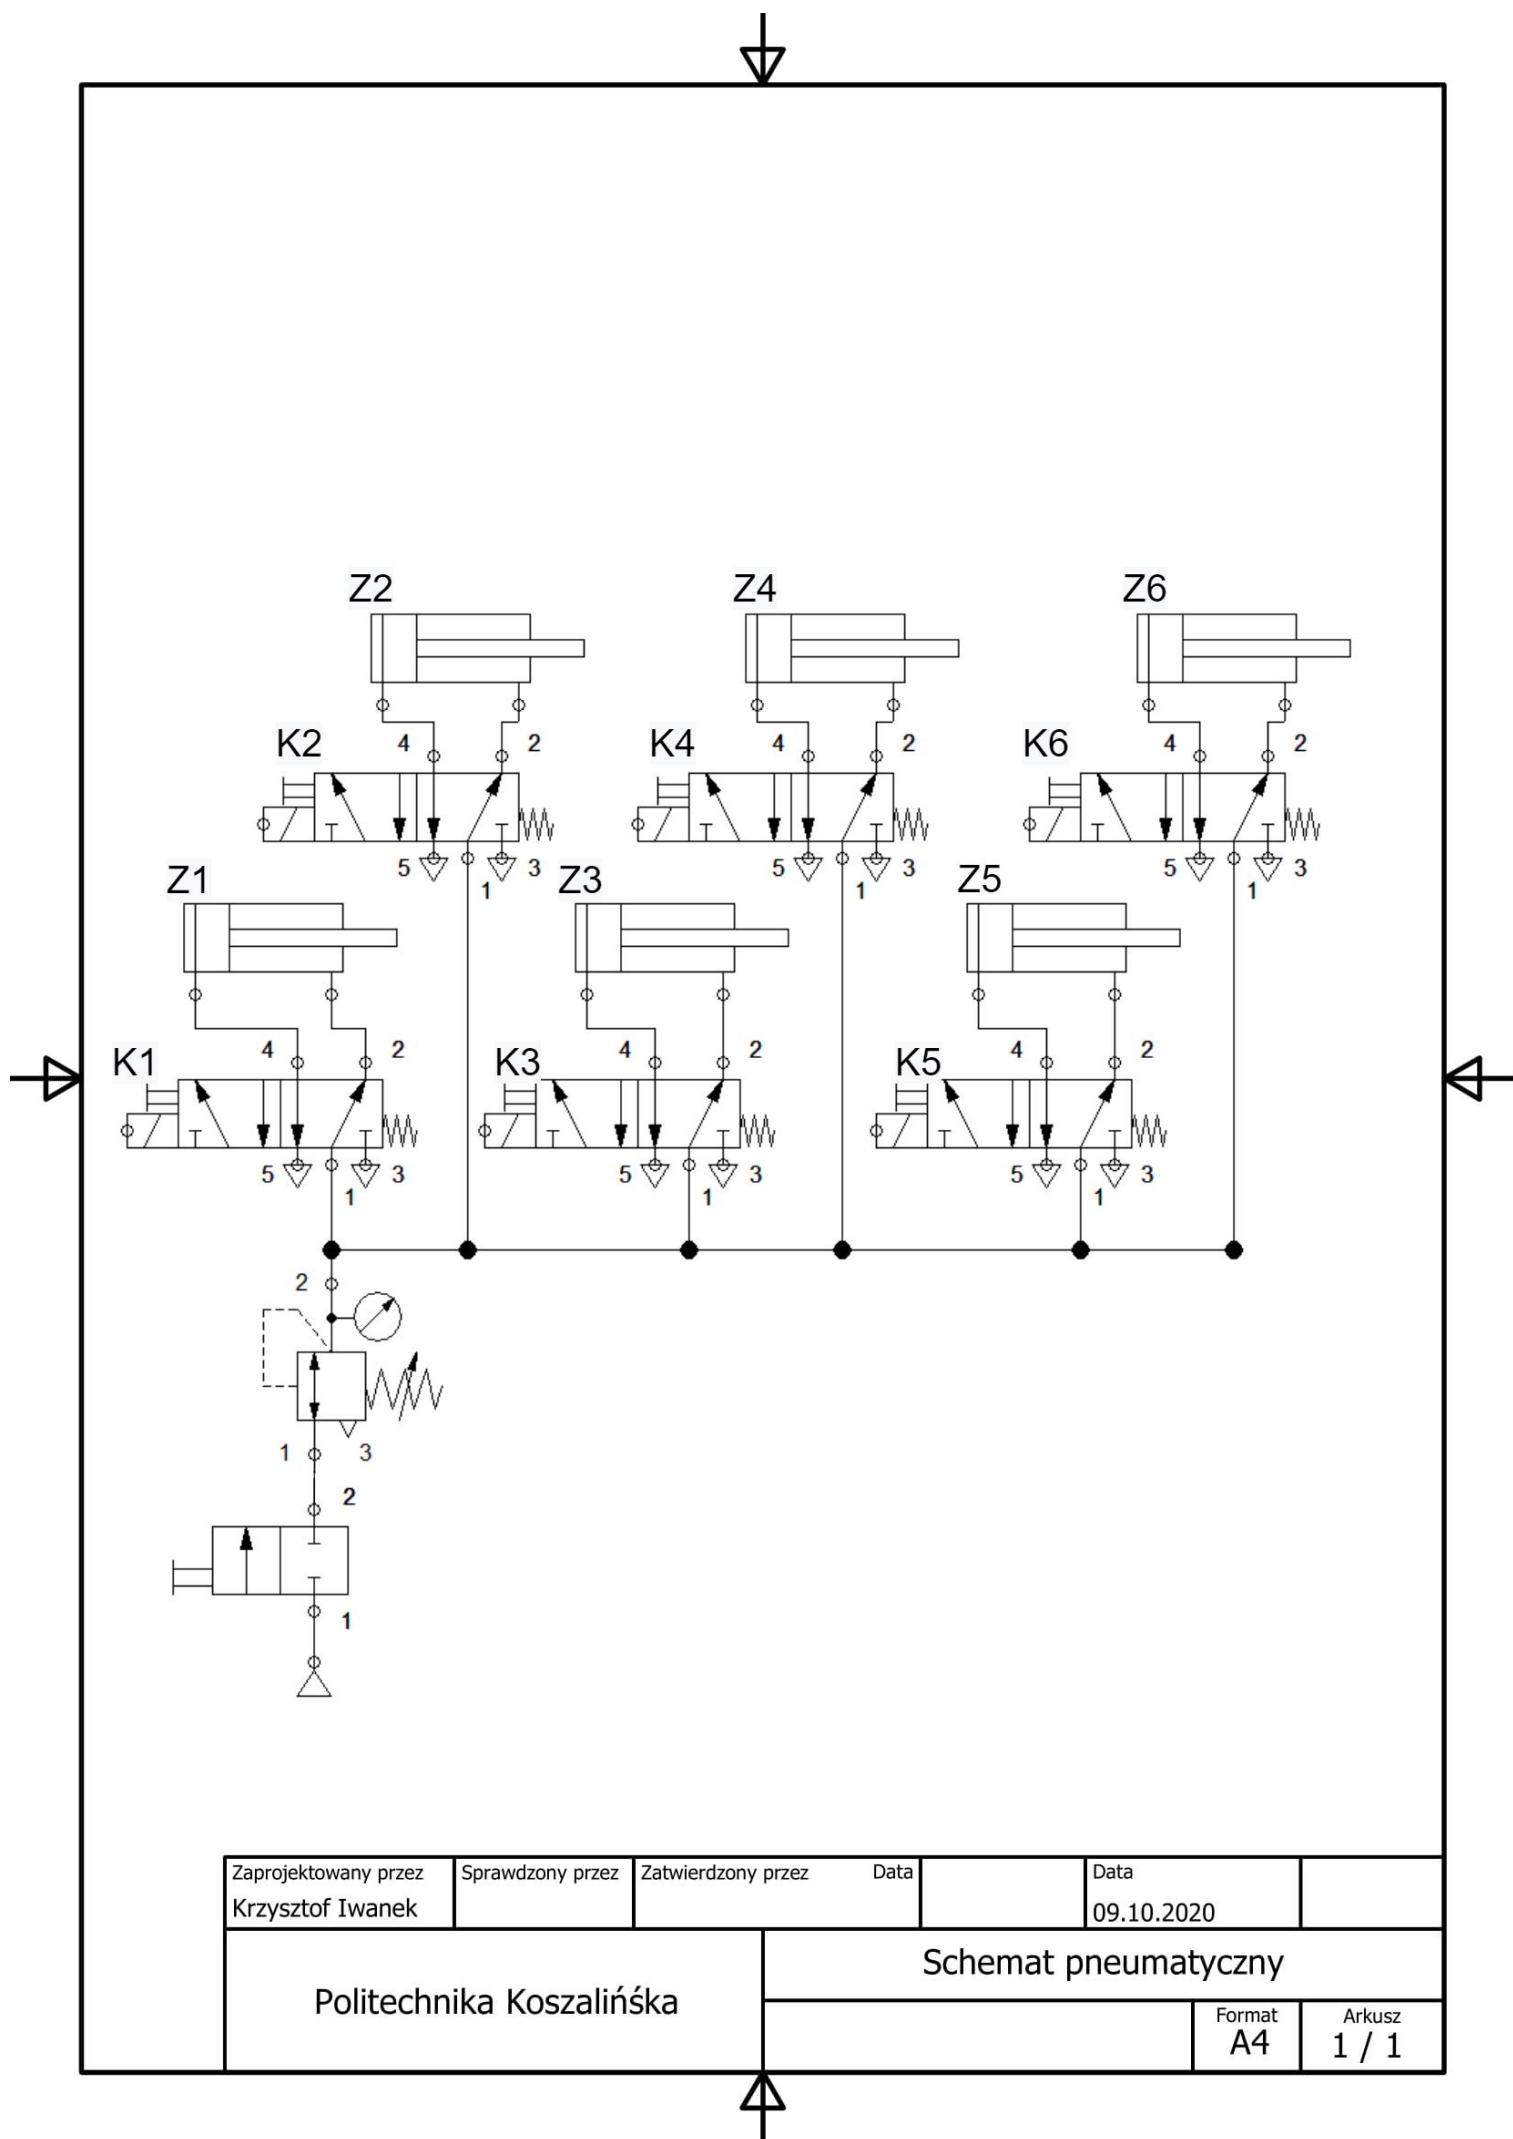 Z2 Z4 Z6
K2 4 2 K4 4 2 K6 4 2
5 1 3 5 1 3 5 1 3
Z1 Z3 Z5
K1 4 2 K3 4 2 K5 4 2
5 1 3 5 1 3 5 1 3
2
1 3
2
1
Zaprojektowany przez
Krzysztof Iwanek
Sprawdzony przez
Zatwierdzony przez Data
Data
09.10.2020
Politechnika Koszalińśka
Schemat pneumatyczny
Format
A4
Arkusz
1 / 1